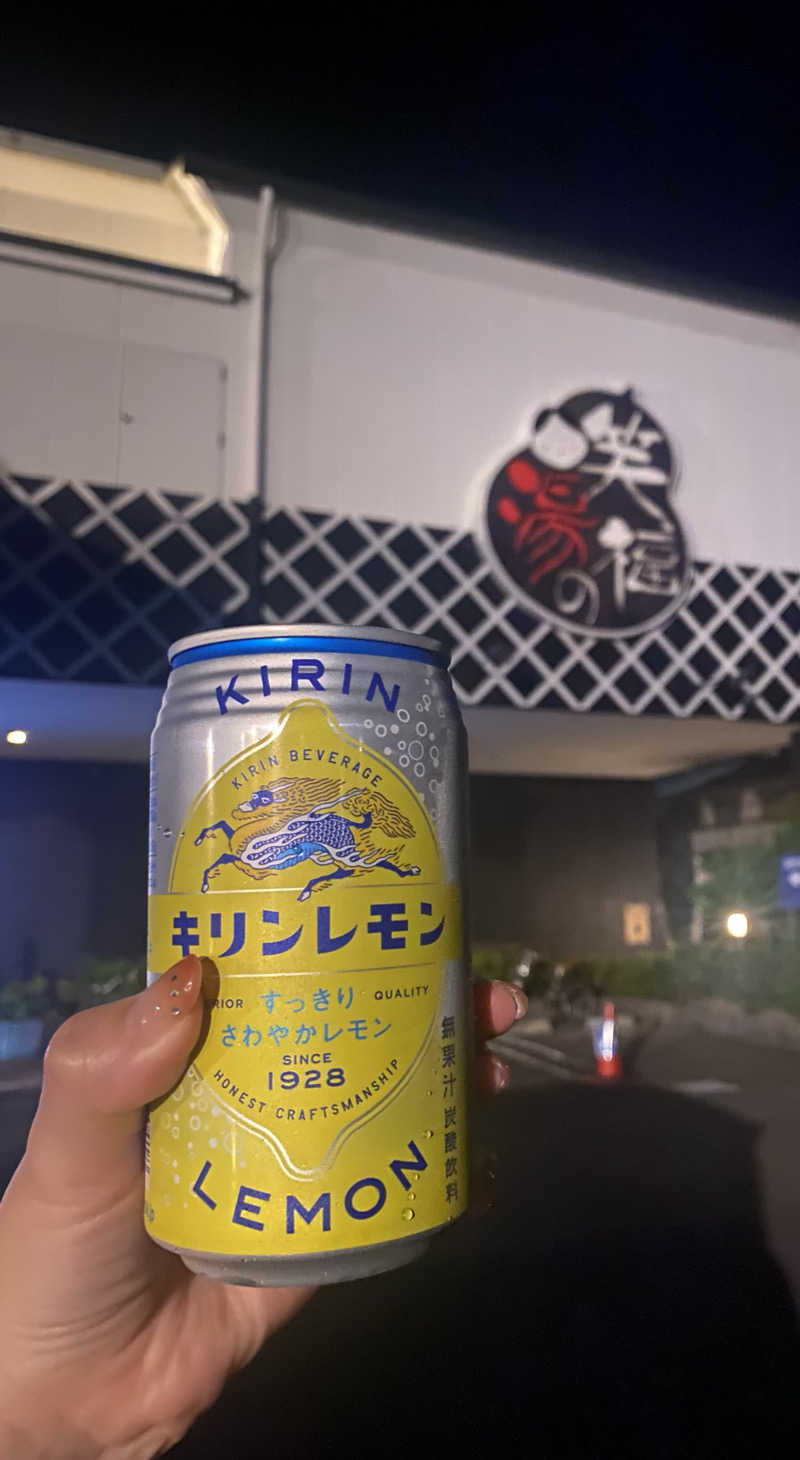 笑福
の湯
KIRIN
KIRIN BEVERAGE
キリンレモン
RIOR すっきり QUALITY
さわやかレモン
SINCE
1928
HONEST CRAFTSMANSHIP
LEMON
無果汁 炭酸飲料